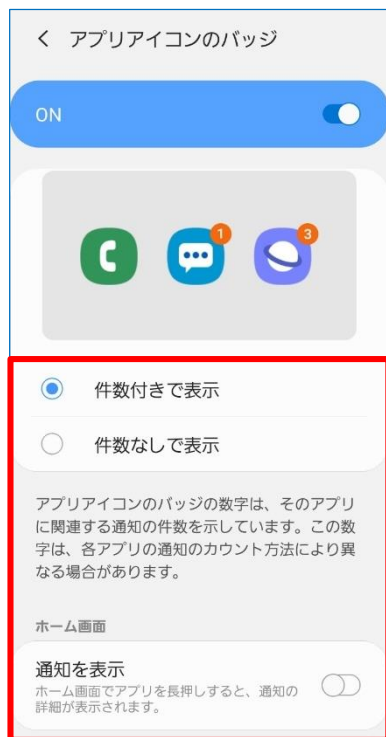 アプリアイコンのバッジ
ON
1
3
件数付きで表示
件数なしで表示
アプリアイコンのバッジの数字は、そのアプリ
に関連する通知の件数を示しています。この数
字は、各アプリの通知のカウント方法により異
なる場合があります。
ホーム画面
通知を表示
ホーム画面でアプリを長押しすると、通知の
詳細が表示されます。